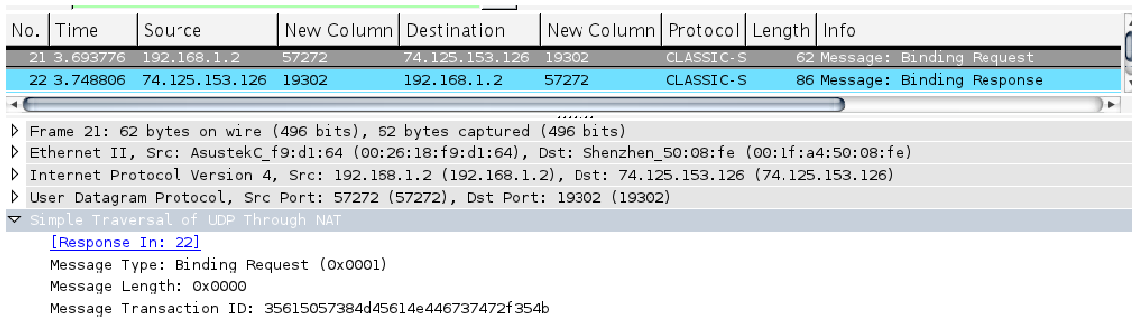 No. Time Source New Column Destination New Column Protocol Length Info
21 3.693776 192.168.1.2 57272 74.125.153.126 19302 CLASSIC-S 62 Message: Binding Request
22 3.748806 74.125.153.126 19302 192.168.1.2 57272 CLASSIC-S 86 Message: Binding Response
Frame 21: 62 bytes on wire (496 bits), 62 bytes captured (496 bits)
Ethernet II, Src: AsustekC_f9:d1:64 (00:26:18:f9:d1:64), Dst: Shenzhen_50:08:fe (00:1f:a4:50:08:fe)
Internet Protocol Version 4, Src: 192.168.1.2 (192.168.1.2), Dst: 74.125.153.126 (74.125.153.126)
User Datagram Protocol, Src Port: 57272 (57272), Dst Port: 19302 (19302)
Simple Traversal of UDP Through NAT
[Response In: 22]
Message Type: Binding Request (0x0001)
Message Length: 0x0000
Message Transaction ID: 35615057384d45614e446737472f354b